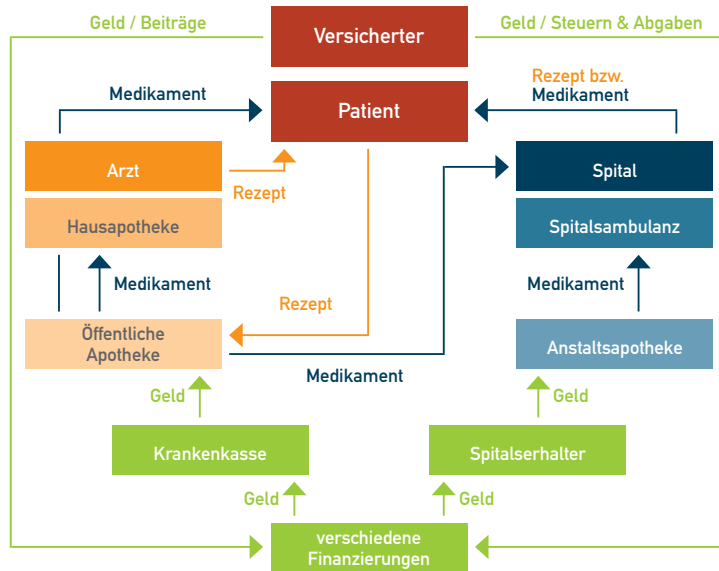 Geld / Beiträge
Versicherter
Geld / Steuern & Abgaben
Medikament
Patient
Rezept bzw.
Medikament
Arzt
Rezept
Spital
Hausapotheke
Spitalsambulanz
Medikament
Medikament
Rezept
Öffentliche
Apotheke
Medikament
Anstaltsapotheke
Geld
Geld
Krankenkasse
Spitalserhalter
Geld
Geld
verschiedene
Finanzierungen